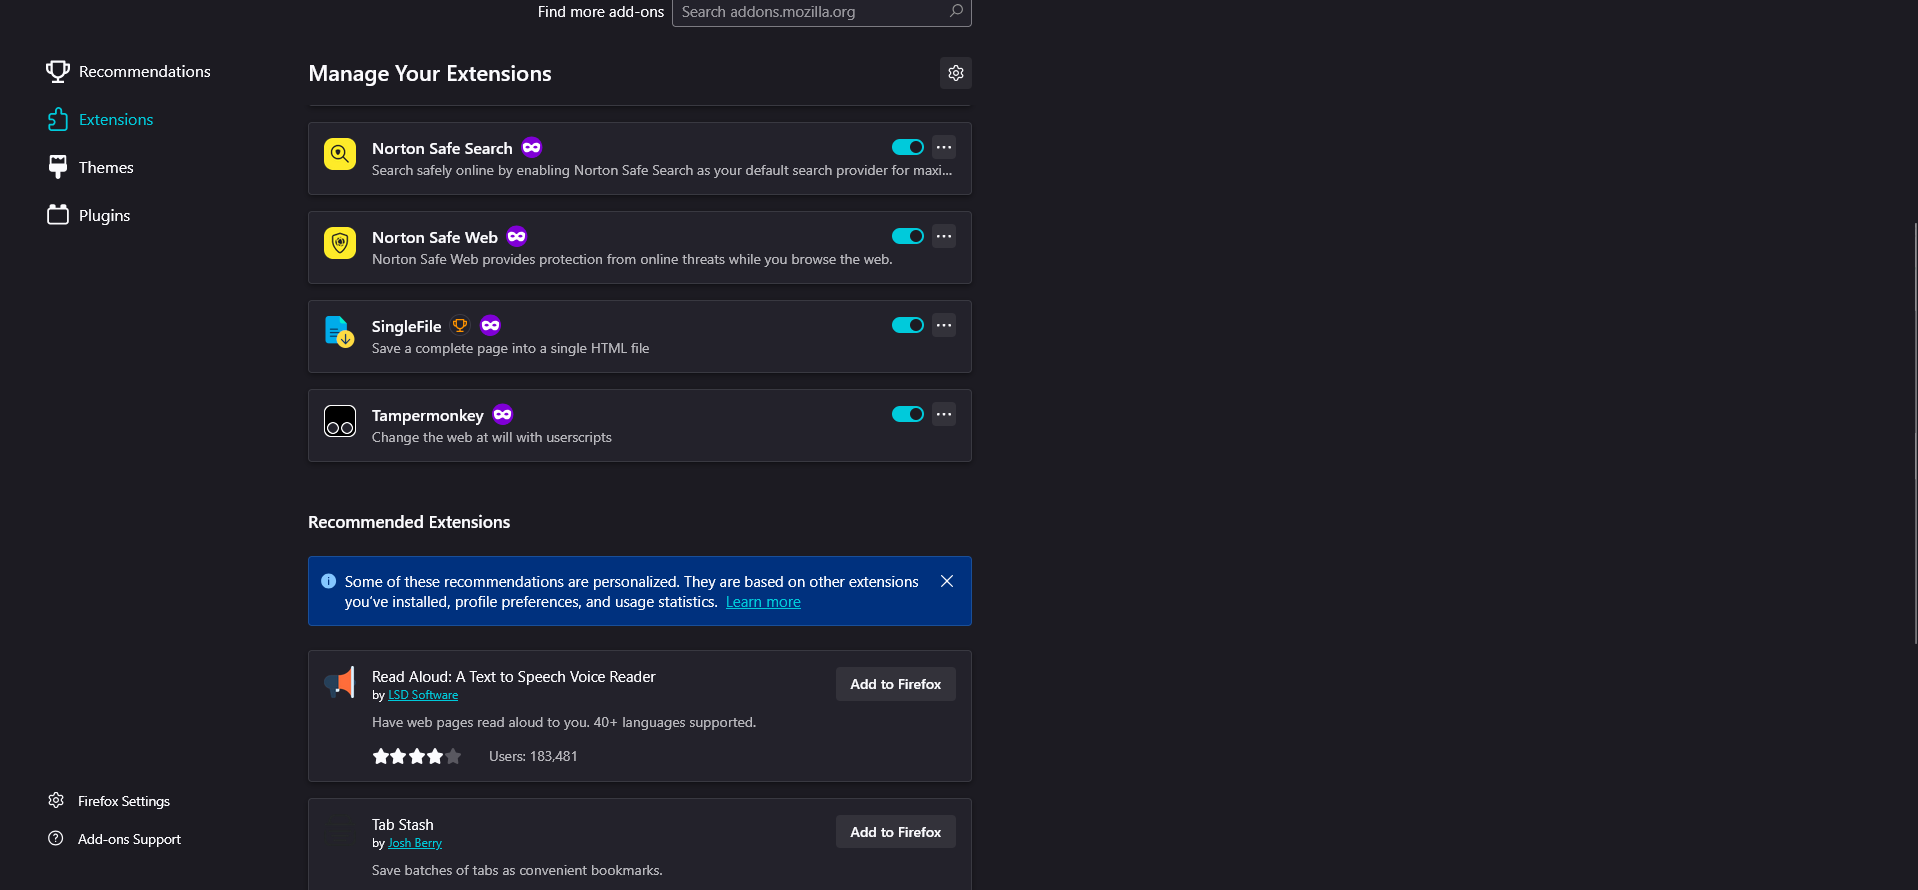 Find more add-ons
Search addons.mozilla.org
Recommendations
Extensions
Themes
Plugins
Manage Your Extensions
Norton Safe Search
Search safely online by enabling Norton Safe Search as your default search provider for maxi...
Norton Safe Web
Norton Safe Web provides protection from online threats while you browse the web.
SingleFile
Save a complete page into a single HTML file
Tampermonkey
Change the web at will with userscripts
Recommended Extensions
Some of these recommendations are personalized. They are based on other extensions
you’ve installed, profile preferences, and usage statistics. Learn more
Read Aloud: A Text to Speech Voice Reader
by LSD Software
Add to Firefox
Have web pages read aloud to you. 40+ languages supported.
Users: 183,481
Tab Stash
by Josh Berry
Add to Firefox
Save batches of tabs as convenient bookmarks.
Firefox Settings
Add-ons Support